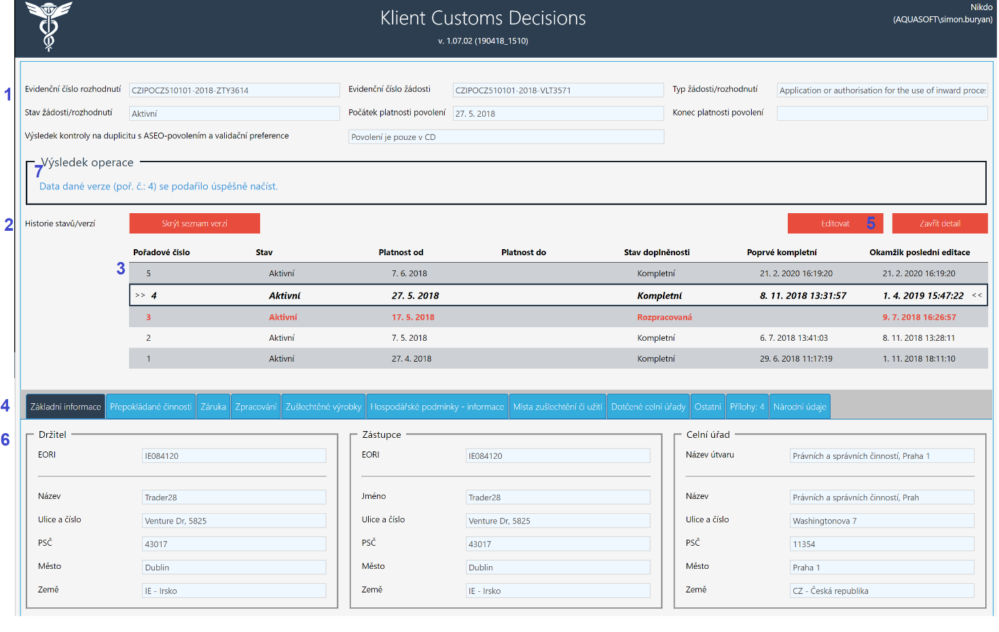 Klient Customs Decisions
v. 1.07.02 (190418_1510)
Nikdo
(AQUASOFT\simon.buryan)
1
Evidenční číslo rozhodnutí CZIPOCZ510101-2018-ZTY3614 Evidenční číslo žádosti CZIPOCZ510101-2018-VLT3571 Typ žádosti/rozhodnutí Application or authorisation for the use of inward proce:
Stav žádosti/rozhodnutí Aktivní Počátek platnosti povolení 27. 5. 2018 Konec platnosti povolení
Výsledek kontroly na duplicitu s ASEO-povolením a validační preference Povolení je pouze v CD
Výsledek operace
7
Data dané verze (poř. č.: 4) se podařilo úspěšně načíst.
2 Historie stavů/verzí Skrýt seznam verzí Editovat 5 Zavřít detail
Pořadové číslo Stav Platnost od Platnost do Stav doplněnosti Poprvé kompletní Okamžik poslední editace
3
5 Aktivní 7. 6. 2018 Kompletní 21. 2. 2020 16:19:20 21. 2. 2020 16:19:20
>> 4 Aktivní 27. 5. 2018 Kompletní 8. 11. 2018 13:31:57 1. 4. 2019 15:47:22 <<
3 Aktivní 17. 5. 2018 Rozpracovaná 9. 7. 2018 16:26:57
2 Aktivní 7. 5. 2018 Kompletní 6. 7. 2018 13:41:03 8. 11. 2018 13:28:11
1 Aktivní 27. 4. 2018 Kompletní 29. 6. 2018 11:17:19 1. 11. 2018 18:11:10
4 Základní informace Přepokládané činnosti Záruka Zpracování Zušlechtěné výrobky Hospodářské podmínky - informace Místa zušlechtění či užití Dotčené celní úřady Ostatní Přílohy: 4 Národní údaje
6
Držitel
EORI IE084120
Název Trader28
Ulice a číslo Venture Dr, 5825
PSČ 43017
Město Dublin
Země IE - Irsko
Zástupce
EORI IE084120
Jméno Trader28
Ulice a číslo Venture Dr, 5825
PSČ 43017
Město Dublin
Země IE - Irsko
Celní úřad
Název útvaru Právních a správních činností, Praha 1
Název Právních a správních činností, Prah
Ulice a číslo Washingtonova 7
PSČ 11354
Město Praha 1
Země CZ - Česká republika